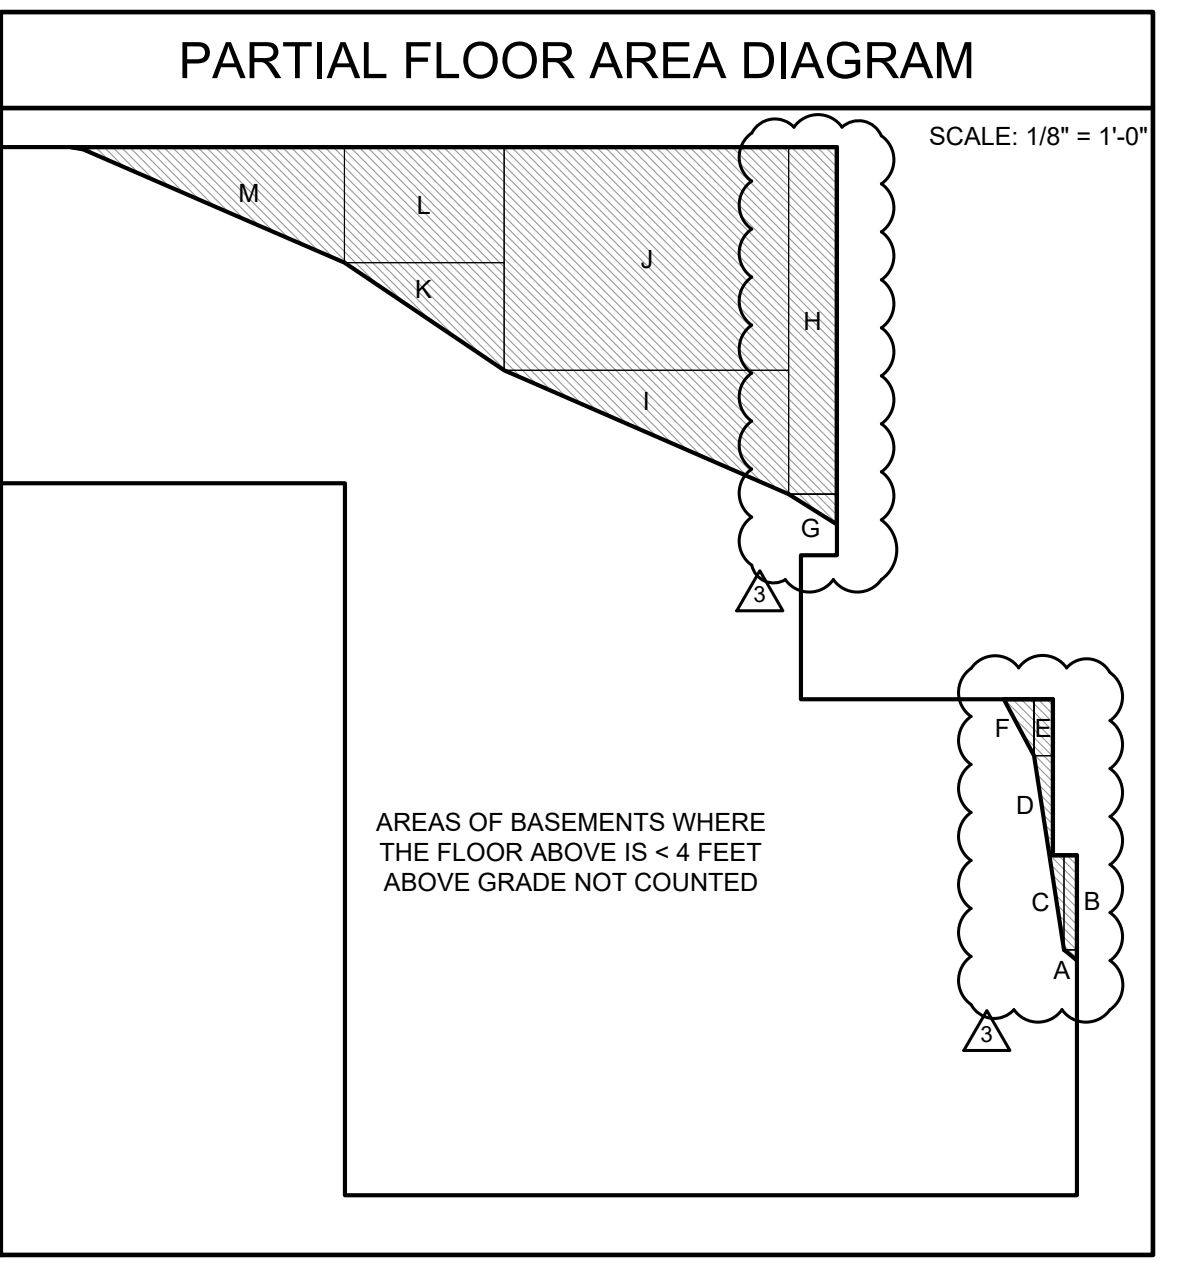 PARTIAL FLOOR AREA DIAGRAM
SCALE: 1/8" = 1'-0"
M
L
J
K
H
I
G
3
F
E
D
AREAS OF BASEMENTS WHERE
THE FLOOR ABOVE IS < 4 FEET
ABOVE GRADE NOT COUNTED
C
B
A
3